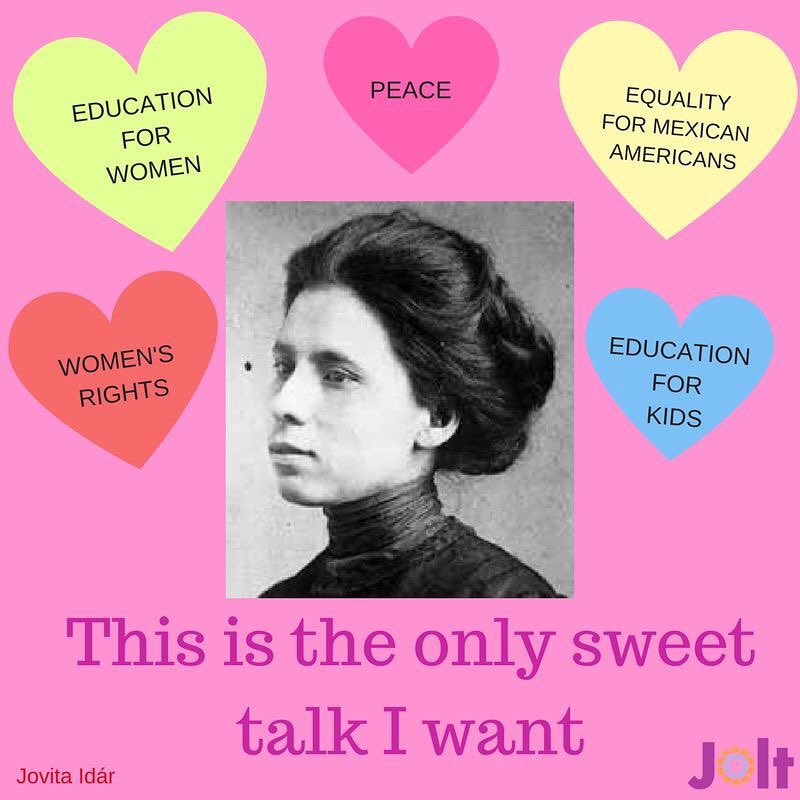 EDUCATION
FOR
WOMEN
PEACE
EQUALITY
FOR MEXICAN
AMERICANS
WOMEN'S
RIGHTS
EDUCATION
FOR
KIDS
This is the only sweet
talk I want
Jovita Idár
Jolt